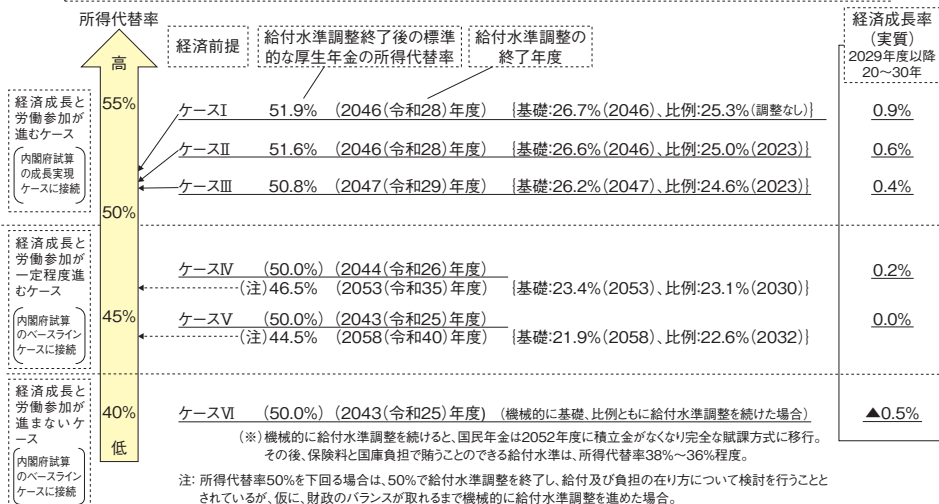 所得代替率
高
経済前提
給付水準調整終了後の標準
的な厚生年金の所得代替率
給付水準調整の
終了年度
経済成長率
(実質)
2029年度以降
20〜30年
経済成長と
労働参加が
進むケース
内閣府試算
の成長実現
ケースに接続
55%
50%
ケースⅠ 51.9% (2046(令和28)年度) {基礎:26.7%(2046)、比例:25.3%(調整なし)} 0.9%
ケースⅡ 51.6% (2046(令和28)年度) {基礎:26.6%(2046)、比例:25.0%(2023)} 0.6%
ケースⅢ 50.8% (2047(令和29)年度) {基礎:26.2%(2047)、比例:24.6%(2023)} 0.4%
経済成長と
労働参加が
一定程度進
むケース
内閣府試算
のベースライン
ケースに接続
45%
ケースⅣ (50.0%) (2044(令和26)年度) 0.2%
(注)46.5% (2053(令和35)年度) {基礎:23.4%(2053)、比例:23.1%(2030)}
ケースⅤ (50.0%) (2043(令和25)年度) 0.0%
(注)44.5% (2058(令和40)年度) {基礎:21.9%(2058)、比例:22.6%(2032)}
経済成長と
労働参加が
進まないケ
ース
内閣府試算
のベースライン
ケースに接続
40%
低
ケースⅥ (50.0%) (2043(令和25)年度) (機械的に基礎、比例ともに給付水準調整を続けた場合) ▲0.5%
(※)機械的に給付水準調整を続けると、国民年金は2052年度に積立金がなくなり完全な賦課方式に移行。
その後、保険料と国庫負担で賄うことのできる給付水準は、所得代替率38%〜36%程度。
注:所得代替率50%を下回る場合は、50%で給付水準調整を終了し、給付及び負担の在り方について検討を行うことと
されているが、仮に、財政のバランスが取れるまで機械的に給付水準調整を進めた場合。